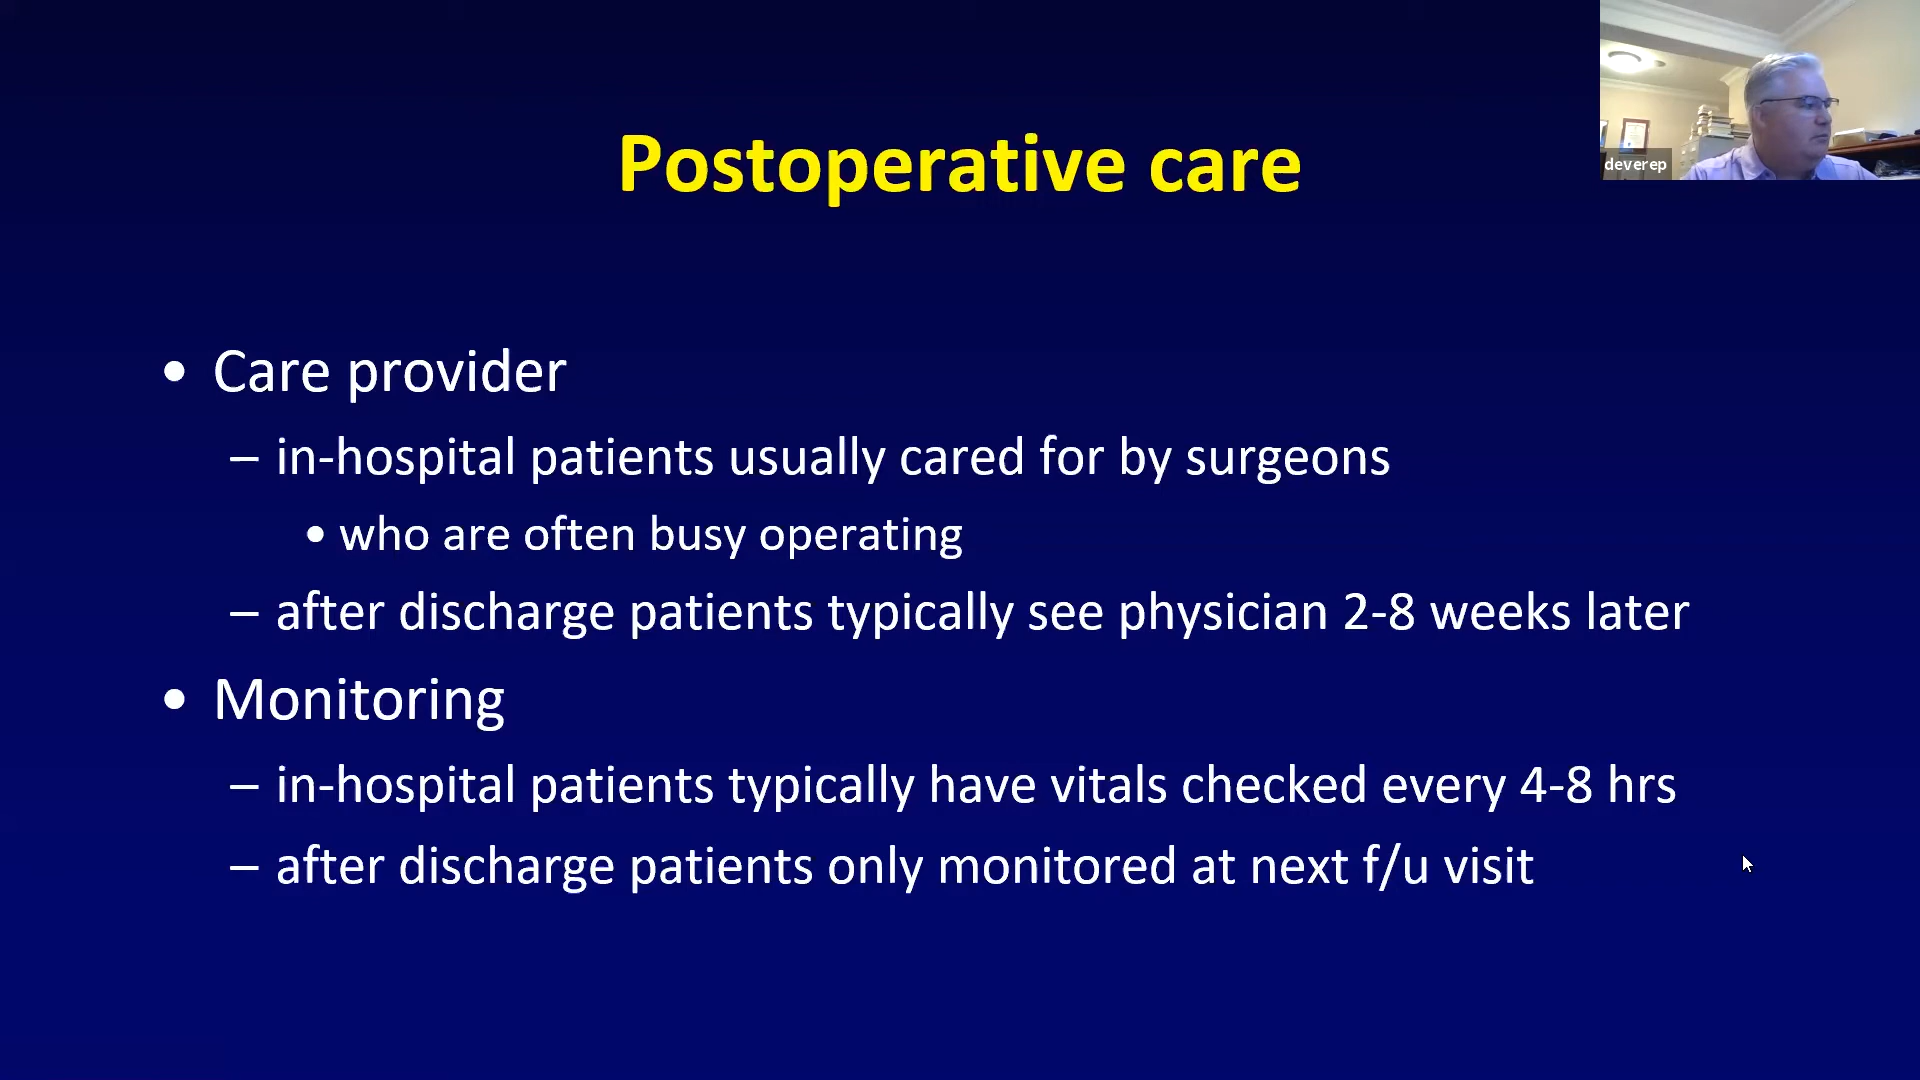 Postoperative care
deverep
• Care provider
– in-hospital patients usually cared for by surgeons
• who are often busy operating
– after discharge patients typically see physician 2-8 weeks later
• Monitoring
– in-hospital patients typically have vitals checked every 4-8 hrs
– after discharge patients only monitored at next f/u visit